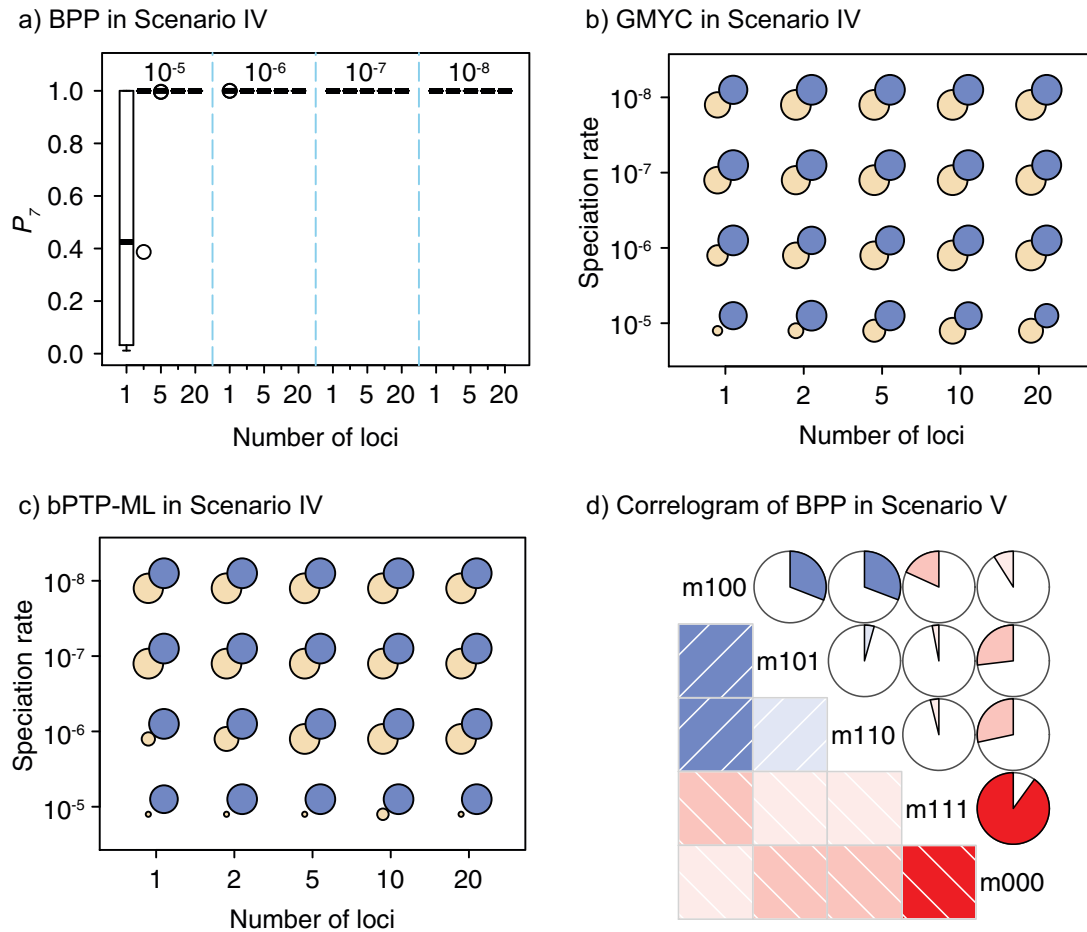 a) BPP in Scenario IV
10⁻⁵ 10⁻⁶ 10⁻⁷ 10⁻⁸
1.0
0.8
0.6
0.4
0.2
0.0
P₇
1 5 20 1 5 20 1 5 20 1 5 20
Number of loci
b) GMYC in Scenario IV
10⁻⁸
10⁻⁷
10⁻⁶
10⁻⁵
Speciation rate
1 2 5 10 20
Number of loci
c) bPTP-ML in Scenario IV
10⁻⁸
10⁻⁷
10⁻⁶
10⁻⁵
Speciation rate
1 2 5 10 20
Number of loci
d) Correlogram of BPP in Scenario V
m100
m101
m110
m111
m000